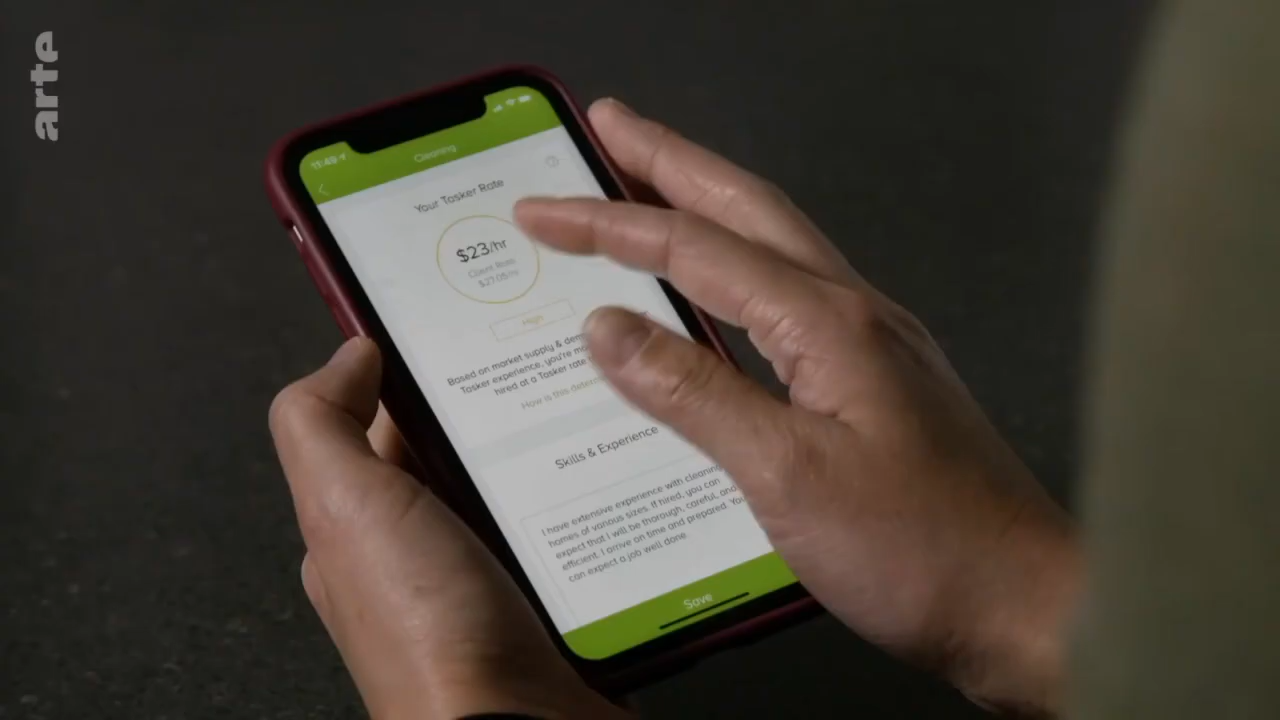 arte
11:49
Cleaning
Your Tasker Rate
$23/hr
Client Rate
$27.05/hr
High
Based on market supply & dem
Tasker experience, you're mo
hired at a Tasker rate
How is this determ
Skills & Experience
I have extensive experience with cleaning
homes of various sizes. If hired, you can
expect that I will be thorough, careful, and
efficient. I arrive on time and prepared. You
can expect a job well done.
Save